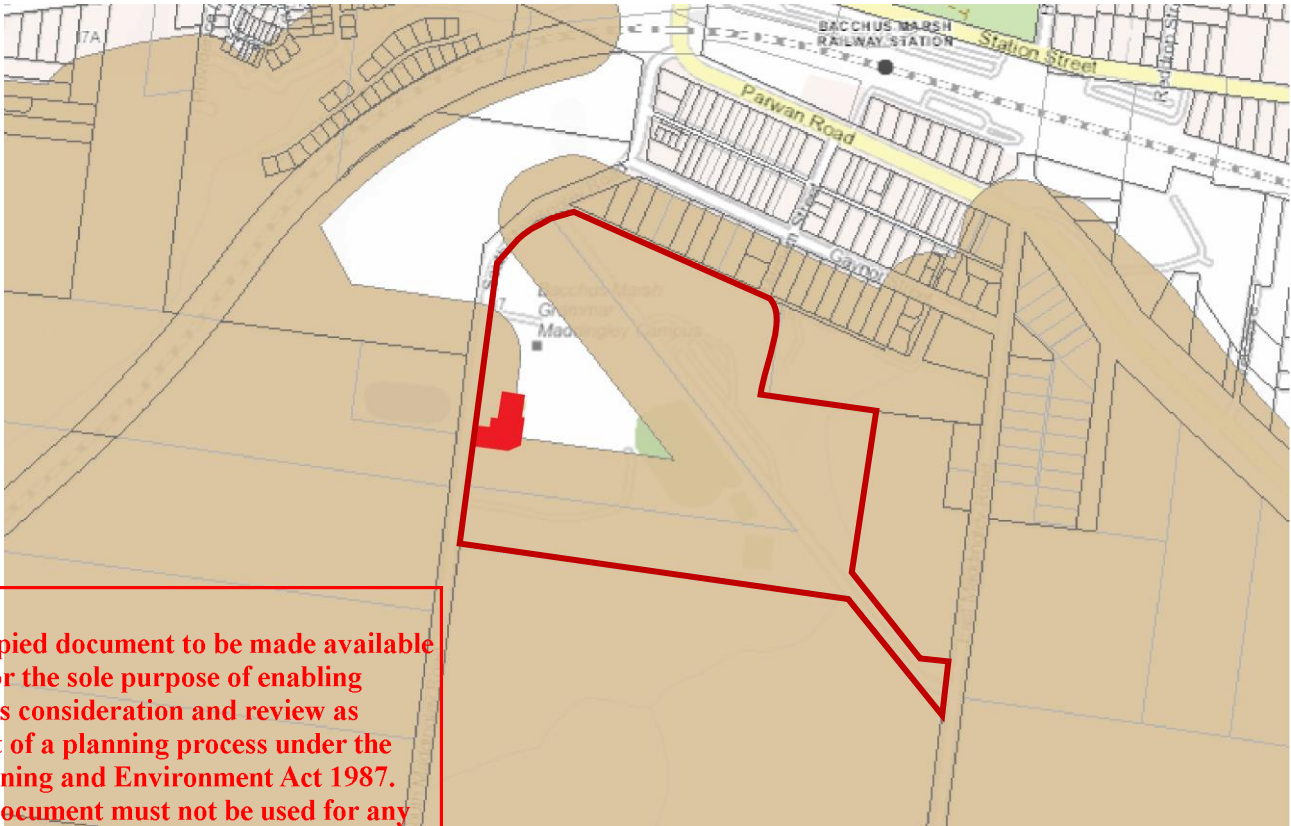 17A
BACCHUS MARSH
RAILWAY STATION
Station Street
Parwan Road
Gaynor
Bacchus Marsh
Grammar
Maddingley Campus
pied document to be made available
or the sole purpose of enabling
s consideration and review as
t of a planning process under the
ning and Environment Act 1987.
ocument must not be used for any